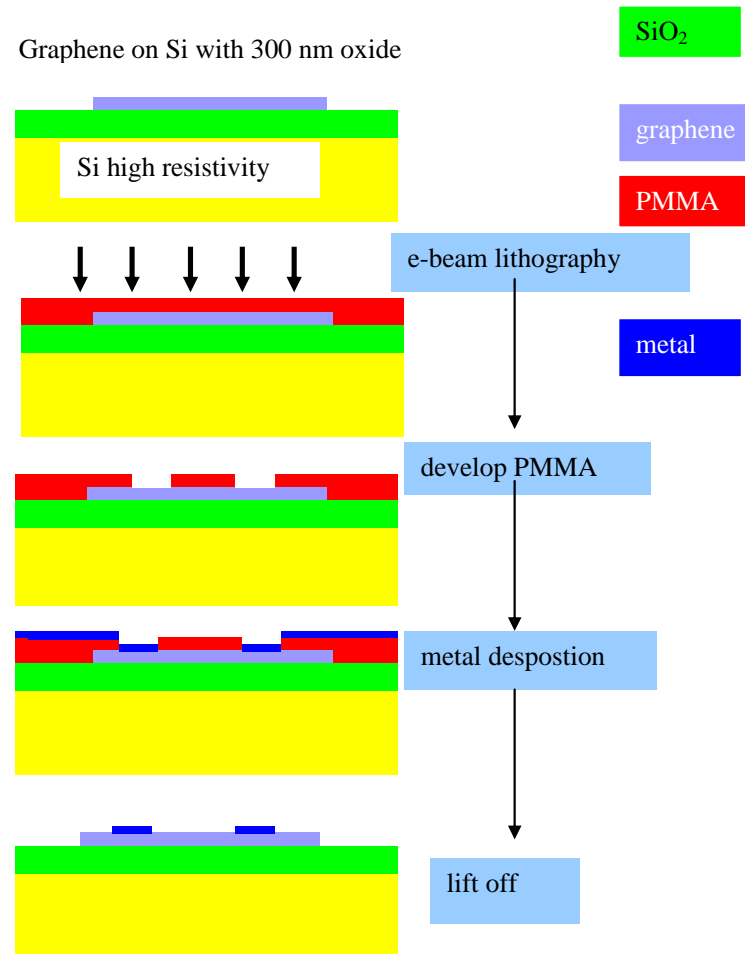 Graphene on Si with 300 nm oxide
SiO₂
graphene
Si high resistivity
PMMA
e-beam lithography
metal
develop PMMA
metal despostion
lift off